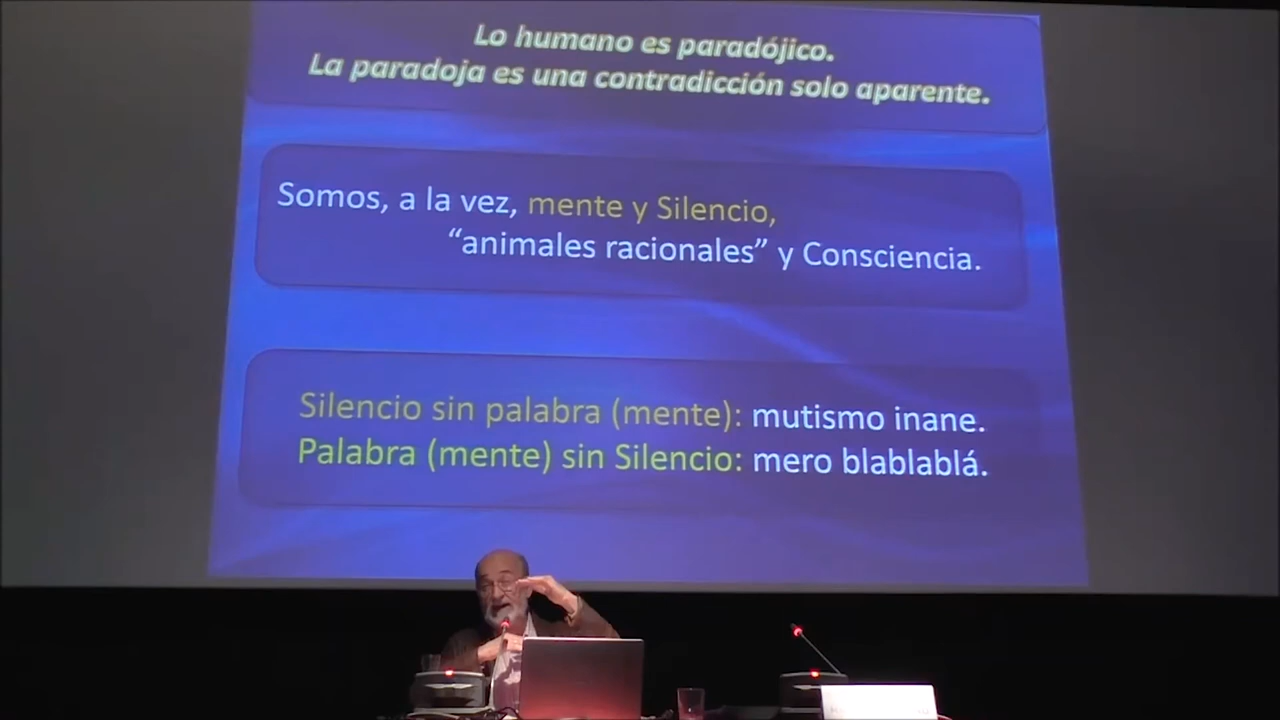 Lo humano es paradójico.
La paradoja es una contradicción solo aparente.
Somos, a la vez, mente y Silencio,
“animales racionales” y Consciencia.
Silencio sin palabra (mente): mutismo inane.
Palabra (mente) sin Silencio: mero blablablá.